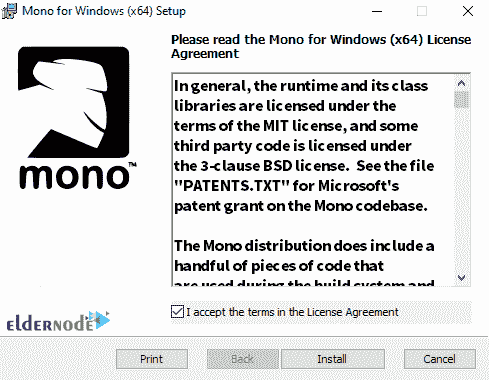 Mono for Windows (x64) Setup
Please read the Mono for Windows (x64) License
Agreement
In general, the runtime and its class
libraries are licensed under the
terms of the MIT license, and some
third party code is licensed under
the 3-clause BSD license. See the file
"PATENTS.TXT" for Microsoft's
patent grant on the Mono codebase.
The Mono distribution does include a
handful of pieces of code that
are used during the build system and
mono™
I accept the terms in the License Agreement
eldernode
Print
Back
Install
Cancel